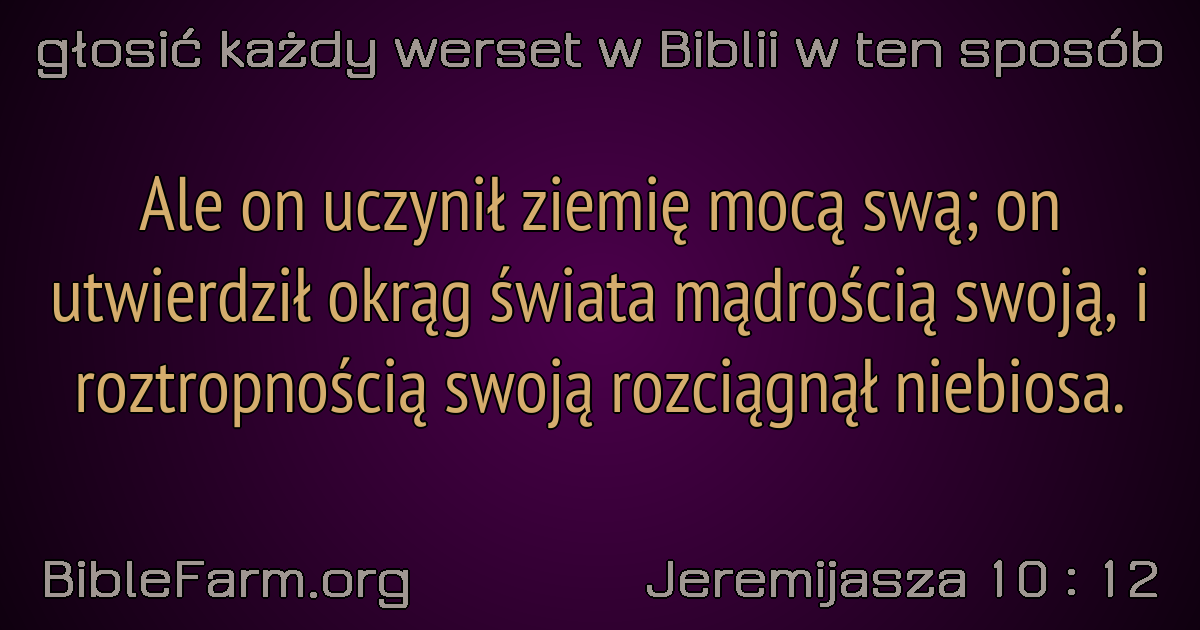 głosić każdy werset w Biblii w ten sposób
Ale on uczynił ziemię mocą swą; on
utwierdził okrąg świata mądrością swoją, i
roztropnością swoją rozciągnął niebiosa.
BibleFarm.org
Jeremijasza 10 : 12